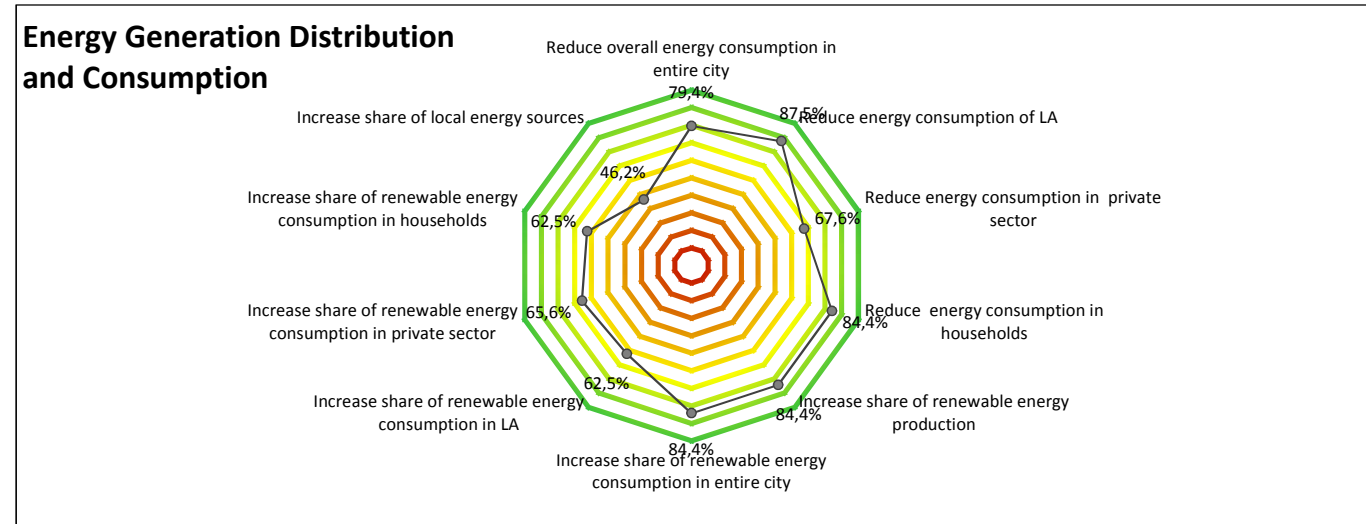 Energy Generation Distribution
and Consumption
Reduce overall energy consumption in
entire city
79,4%
87,5%
Reduce energy consumption of LA
Reduce energy consumption in private
sector
67,6%
Reduce energy consumption in
households
84,4%
Increase share of renewable energy
production
84,4%
84,4%
Increase share of renewable energy
consumption in entire city
62,5%
Increase share of renewable energy
consumption in LA
Increase share of renewable energy
consumption in private sector
65,6%
Increase share of renewable energy
consumption in households
62,5%
Increase share of local energy sources
46,2%